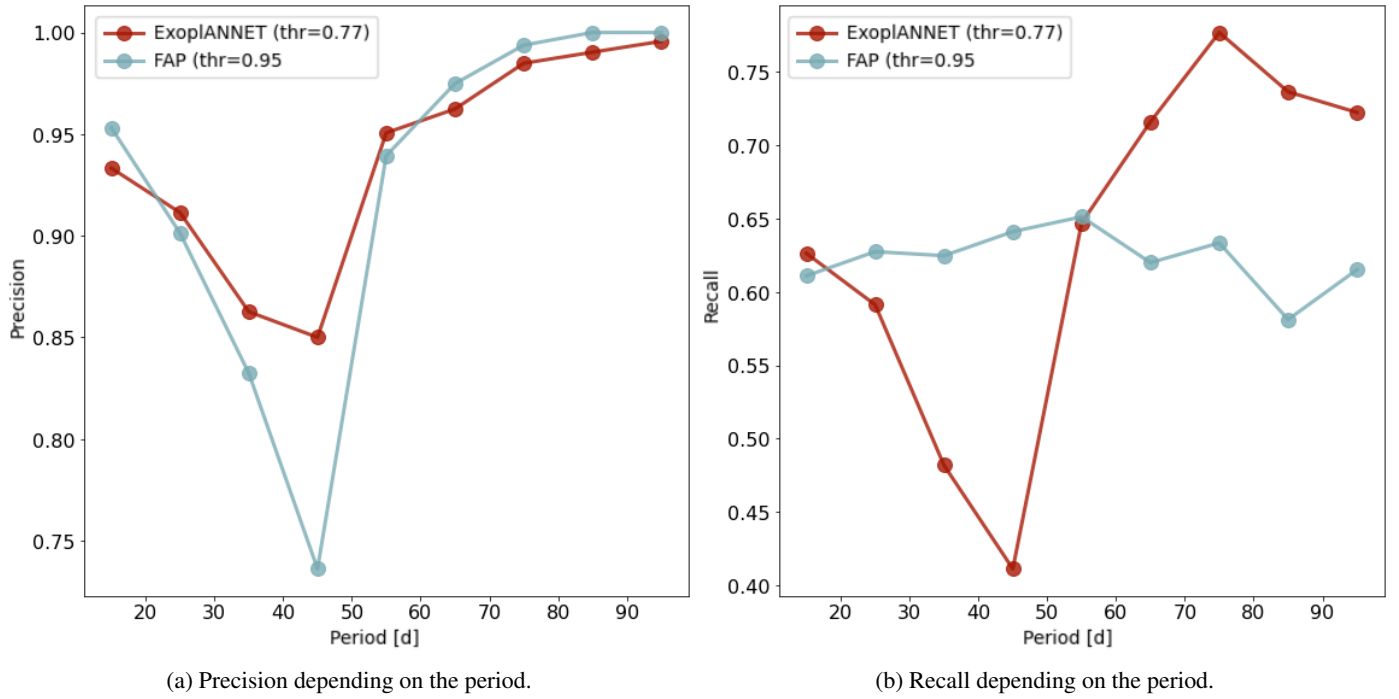 ExoplANNET (thr=0.77)
FAP (thr=0.95
1.00
0.95
0.90
0.85
0.80
0.75
Precision
20 30 40 50 60 70 80 90
Period [d]
(a) Precision depending on the period.
ExoplANNET (thr=0.77)
FAP (thr=0.95
0.75
0.70
0.65
0.60
0.55
0.50
0.45
0.40
Recall
20 30 40 50 60 70 80 90
Period [d]
(b) Recall depending on the period.